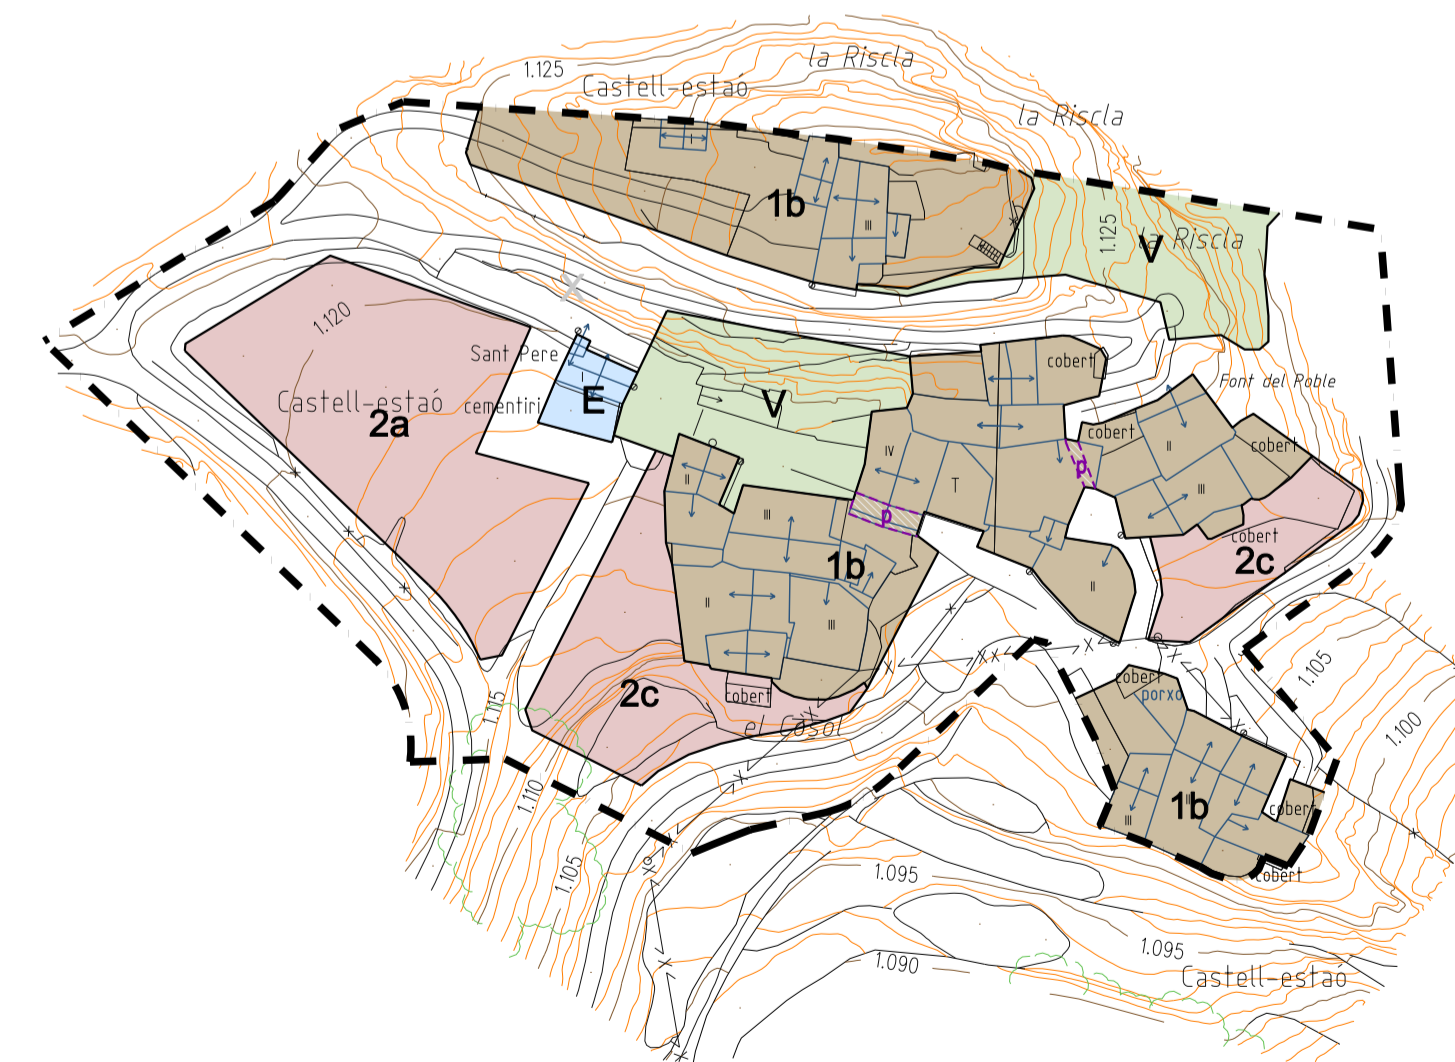 la Riscla
1.125
Castell-estaó
la Riscla
I
1b
III
1.125
la Riscla
V
X
1.120
Sant Pere
I
cobert
Font del Poble
Castell-estaó
2a
cementiri
E
V
cobert
II
cobert
IV
p
II
T
III
III
p
cobert
2c
1b
II
II
III
1.105
cobert
2c
cobert
porxo
1.115
el Cosol
1.100
1.110
III
1b
III
cobert
1.105
1.095
cobert
1.095
1.090
Castell-estaó